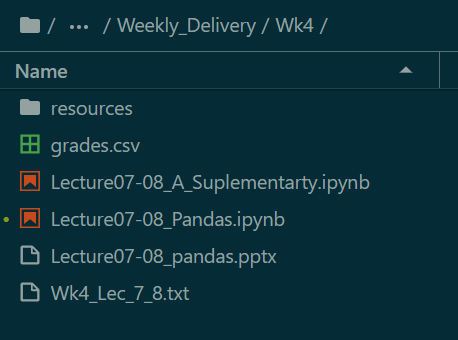 / ··· / Weekly_Delivery / Wk4 /
Name
resources
grades.csv
Lecture07-08_A_Suplementarty.ipynb
Lecture07-08_Pandas.ipynb
Lecture07-08_pandas.pptx
Wk4_Lec_7_8.txt